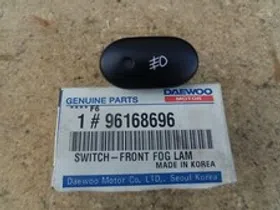 GENUINE PARTS
DAEWOO
MOTOR
****F6
1 # 96168696
SWITCH-FRONT FOG LAM
MADE IN KOREA
Daewoo Motor Co., LTD., Seoul Korea